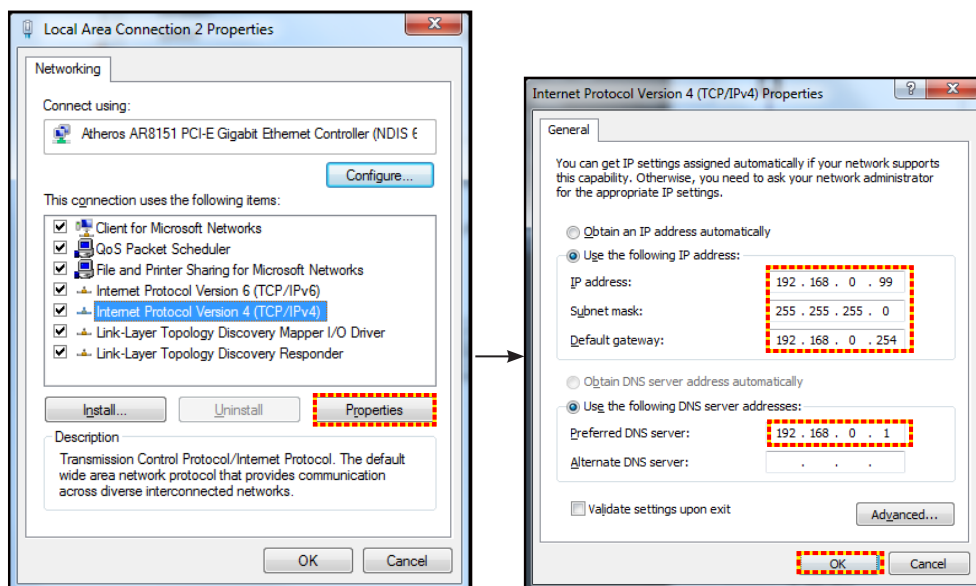 Local Area Connection 2 Properties
Networking
Connect using:
Atheros AR8151 PCI-E Gigabit Ethernet Controller (NDIS 6
Configure...
This connection uses the following items:
Client for Microsoft Networks
QoS Packet Scheduler
File and Printer Sharing for Microsoft Networks
Internet Protocol Version 6 (TCP/IPv6)
Internet Protocol Version 4 (TCP/IPv4)
Link-Layer Topology Discovery Mapper I/O Driver
Link-Layer Topology Discovery Responder
Install...
Uninstall
Properties
Description
Transmission Control Protocol/Internet Protocol. The default
wide area network protocol that provides communication
across diverse interconnected networks.
OK
Cancel
Internet Protocol Version 4 (TCP/IPv4) Properties
General
You can get IP settings assigned automatically if your network supports
this capability. Otherwise, you need to ask your network administrator
for the appropriate IP settings.
Obtain an IP address automatically
Use the following IP address:
IP address: 192 . 168 . 0 . 99
Subnet mask: 255 . 255 . 255 . 0
Default gateway: 192 . 168 . 0 . 254
Obtain DNS server address automatically
Use the following DNS server addresses:
Preferred DNS server: 192 . 168 . 0 . 1
Alternate DNS server: . . .
Validate settings upon exit
Advanced...
OK
Cancel